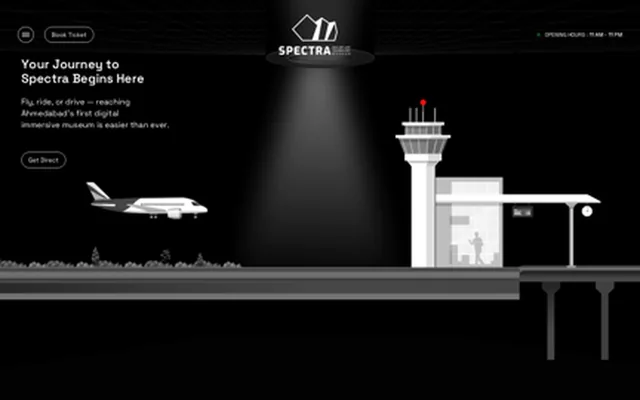 Book Ticket
SPECTRA
OPENING HOURS : 11 AM - 11 PM
Your Journey to
Spectra Begins Here
Fly, ride, or drive — reaching
Ahmedabad's first digital
immersive museum is easier than ever.
Get Direct